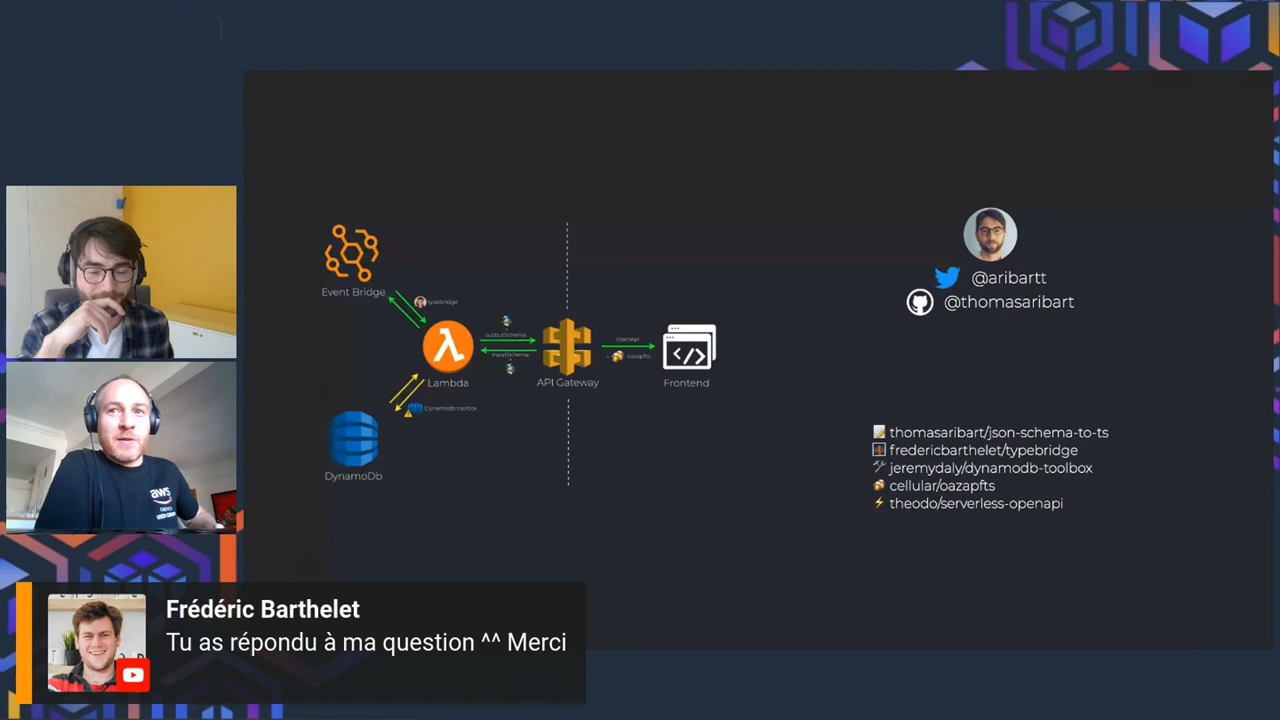 Event Bridge
typebridge
outputSchema
inputSchema
openApi
oazapfts
Lambda
API Gateway
Frontend
Dynamodb toolbox
DynamoDb
@aribartt
@thomasaribart
thomasaribart/json-schema-to-ts
fredericbarthelet/typebridge
jeremydaly/dynamodb-toolbox
cellular/oazapfts
theodo/serverless-openapi
aws
Frédéric Barthelet
Tu as répondu à ma question ^^ Merci